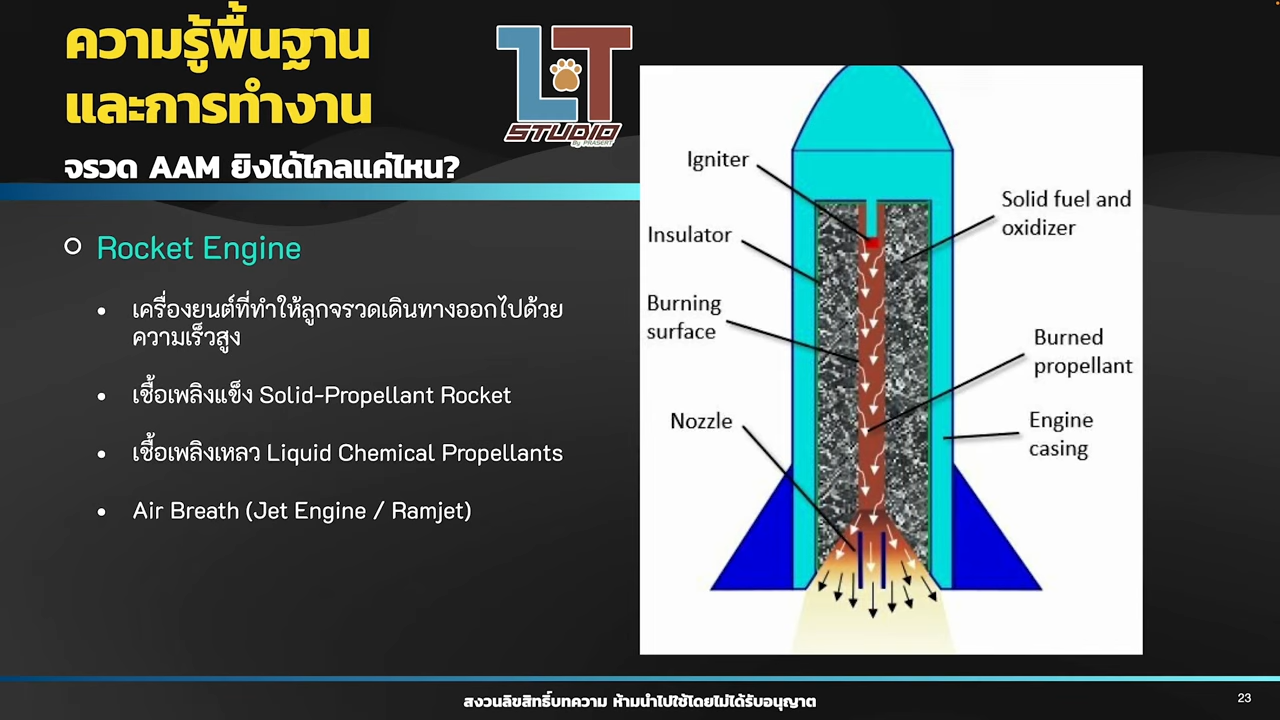 ความรู้พื้นฐาน
และการทำงาน
จรวด AAM ยิงได้ไกลแค่ไหน?
LT
STUDIO
By PRASERT
Rocket Engine
เครื่องยนต์ที่ทำให้ลูกจรวดเดินทางออกไปด้วย
ความเร็วสูง
เชื้อเพลิงแข็ง Solid-Propellant Rocket
เชื้อเพลิงเหลว Liquid Chemical Propellants
Air Breath (Jet Engine / Ramjet)
Igniter
Insulator
Burning
surface
Nozzle
Solid fuel and
oxidizer
Burned
propellant
Engine
casing
สงวนลิขสิทธิ์บทความ ห้ามนำไปใช้โดยไม่ได้รับอนุญาต
23